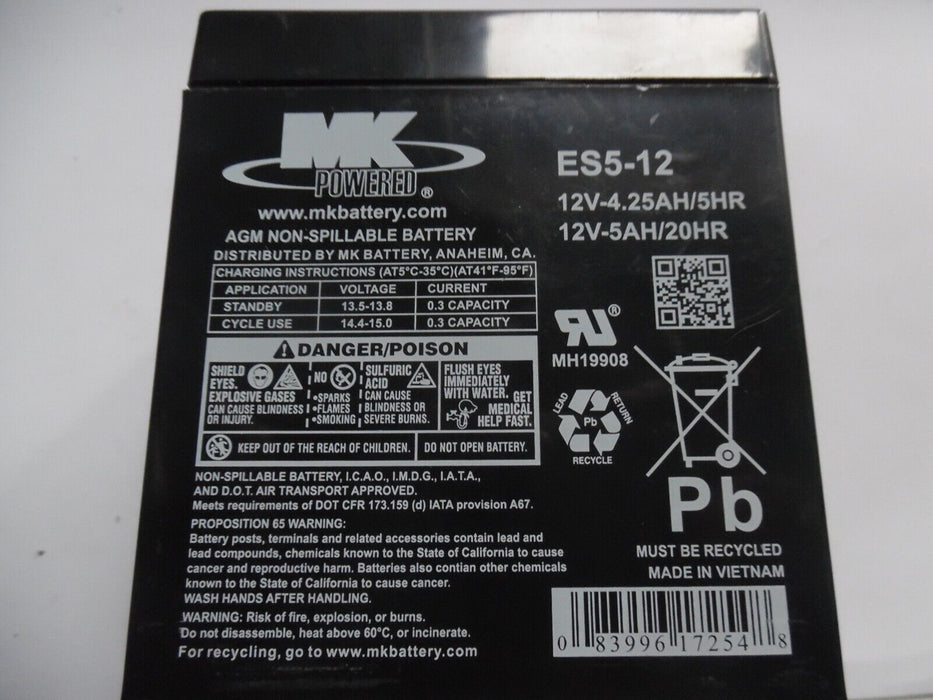 MK
POWERED®
www.mkbattery.com
AGM NON-SPILLABLE BATTERY
DISTRIBUTED BY MK BATTERY, ANAHEIM, CA.
CHARGING INSTRUCTIONS (AT5°C-35°C)(AT41°F-95°F)
APPLICATION VOLTAGE CURRENT
STANDBY 13.5-13.8 0.3 CAPACITY
CYCLE USE 14.4-15.0 0.3 CAPACITY
DANGER/POISON
SHIELD
EYES.
EXPLOSIVE GASES
CAN CAUSE BLINDNESS
OR INJURY.
NO
•SPARKS
•FLAMES
•SMOKING
SULFURIC
ACID
CAN CAUSE
BLINDNESS OR
SEVERE BURNS.
FLUSH EYES
IMMEDIATELY
WITH WATER.
GET
MEDICAL
HELP FAST.
KEEP OUT OF THE REACH OF CHILDREN.
DO NOT OPEN BATTERY.
NON-SPILLABLE BATTERY, I.C.A.O., I.M.D.G., I.A.T.A.,
AND D.O.T. AIR TRANSPORT APPROVED.
Meets requirements of DOT CFR 173.159 (d) IATA provision A67.
PROPOSITION 65 WARNING:
Battery posts, terminals and related accessories contain lead and
lead compounds, chemicals known to the State of California to cause
cancer and reproductive harm. Batteries also contian other chemicals
known to the State of California to cause cancer.
WASH HANDS AFTER HANDLING.
WARNING: Risk of fire, explosion, or burns.
Do not disassemble, heat above 60°C, or incinerate.
For recycling, go to www.mkbattery.com
ES5-12
12V-4.25AH/5HR
12V-5AH/20HR
RU®
MH19908
LEAD
RETURN
Pb
RECYCLE
Pb
MUST BE RECYCLED
MADE IN VIETNAM
0 83996 17254 8